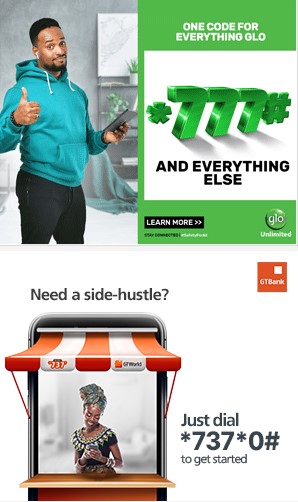 ONE CODE FOR
EVERYTHING GLO
*777#
AND EVERYTHING
ELSE
LEARN MORE >>
STAY CONNECTED | #SafelyForAll
glo
Unlimited
GTBank
Need a side-hustle?
*737*
GTWorld
Just dial
*737*0#
to get started